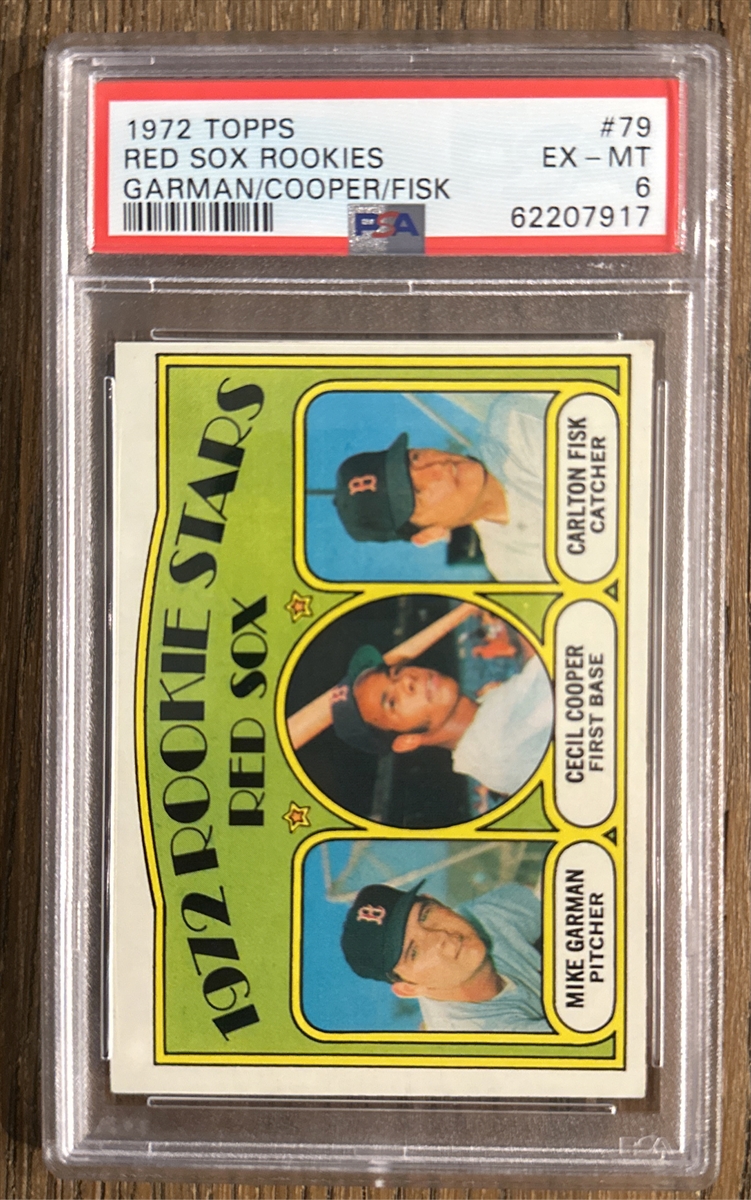 1972 TOPPS #79
RED SOX ROOKIES EX - MT
GARMAN/COOPER/FISK 6
PSA 62207917
1972 ROOKIE STARS
RED SOX
B
B
MIKE GARMAN
PITCHER
CECIL COOPER
FIRST BASE
CARLTON FISK
CATCHER
PSA